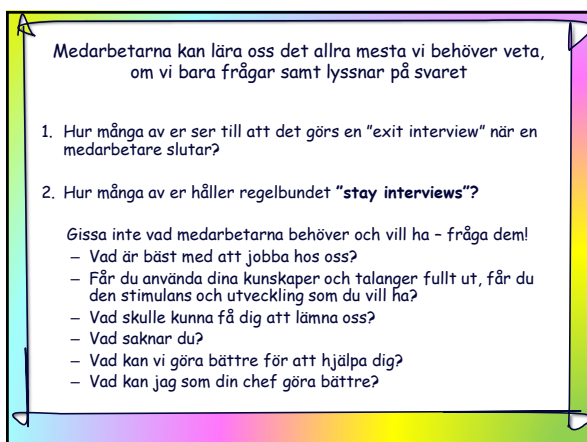 Medarbetarna kan lära oss det allra mesta vi behöver veta,
om vi bara frågar samt lyssnar på svaret
1. Hur många av er ser till att det görs en ”exit interview” när en
medarbetare slutar?
2. Hur många av er håller regelbundet ”stay interviews”?
Gissa inte vad medarbetarna behöver och vill ha – fråga dem!
– Vad är bäst med att jobba hos oss?
– Får du använda dina kunskaper och talanger fullt ut, får du
den stimulans och utveckling som du vill ha?
– Vad skulle kunna få dig att lämna oss?
– Vad saknar du?
– Vad kan vi göra bättre för att hjälpa dig?
– Vad kan jag som din chef göra bättre?